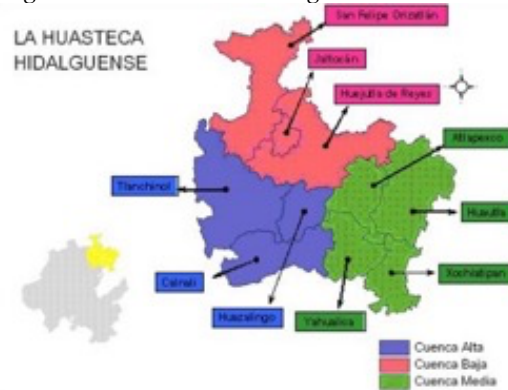 San Felipe Orizatlán
LA HUASTECA
HIDALGUENSE
Jaltocán
Huejutla de Reyes
Atlapexco
Tlanchinol
Huautla
Xochiatipan
Calnali
Huazalingo
Yahualica
Cuenca Alta
Cuenca Baja
Cuenca Media